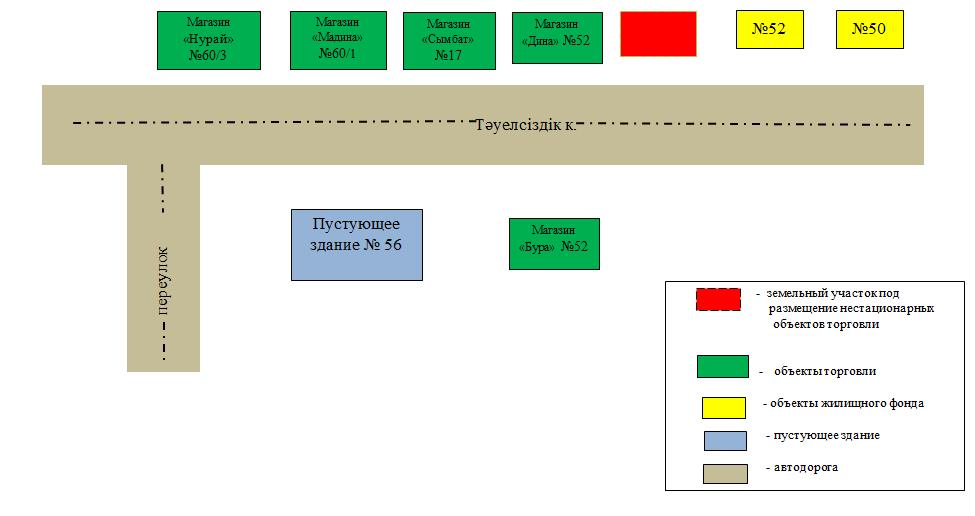 Магазин
«Нурай»
№60/3
Магазин
«Мадина»
№60/1
Магазин
«Сымбат»
№17
Магазин
«Дина» №52
№52
№50
Тәуелсіздік к.
переулок
Пустующее
здание № 56
Магазин
«Бура» №52
- земельный участок под
размещение нестационарных
объектов торговли
- объекты торговли
- объекты жилищного фонда
- пустующее здание
- автодорога